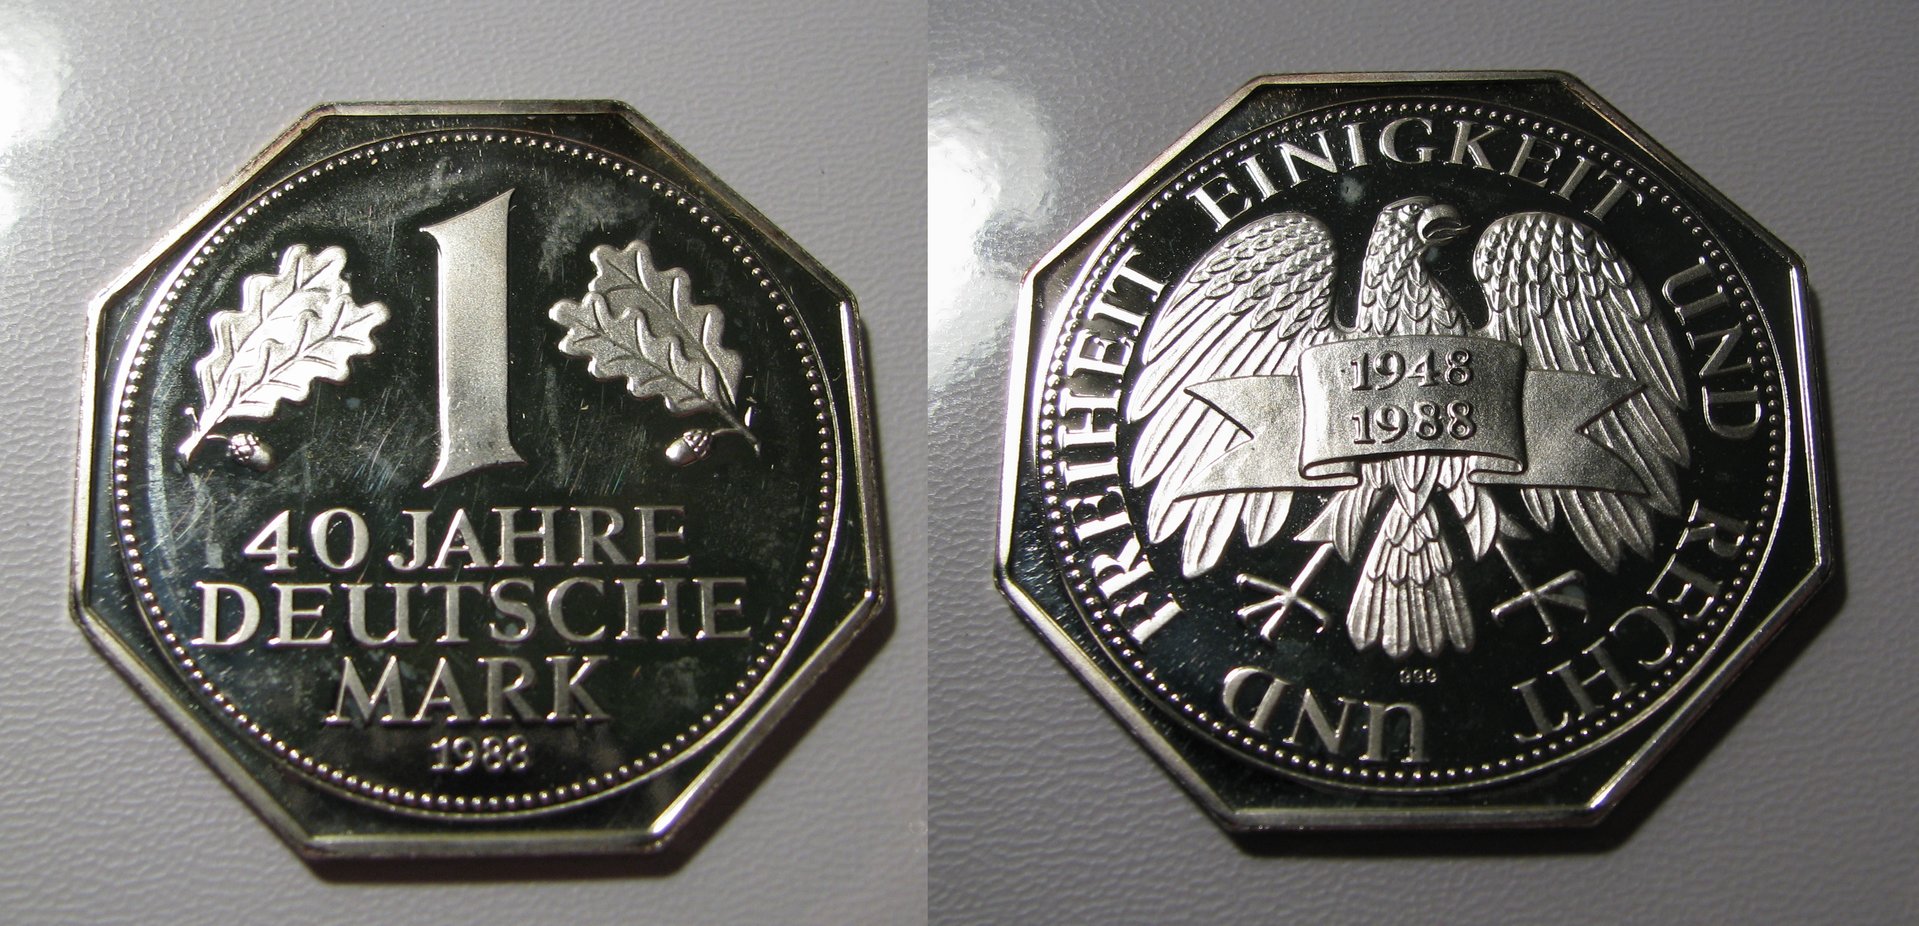 1
40 JAHRE
DEUTSCHE
MARK
1988
EINIGKEIT UND RECHT UND FREIHEIT
1948
1988
999